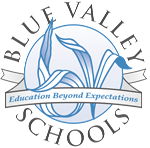 BLUE VALLEY
Education Beyond Expectations
SCHOOLS